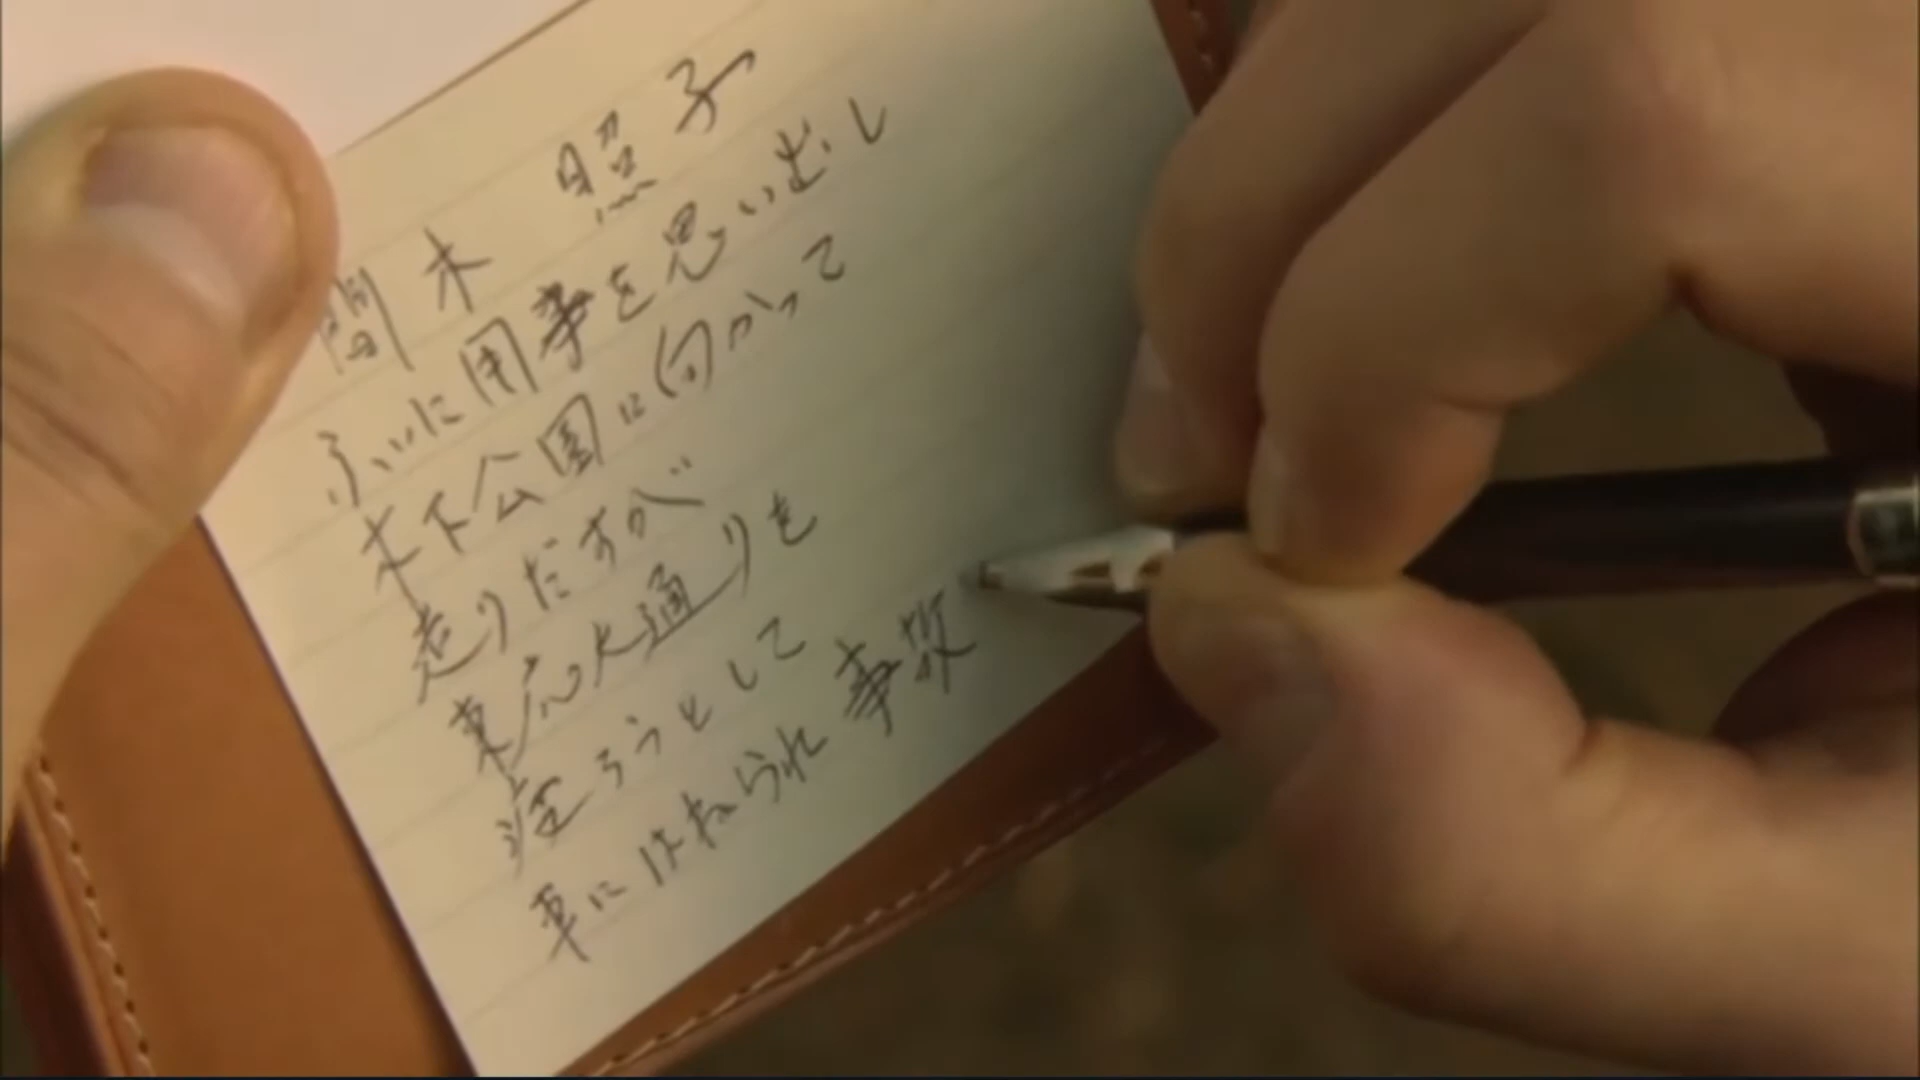 間木 照子
ふいに用事を思い出し
木下公園に向かって
走りだすが
東応大通りを
渡ろうとして
車にはねられ事故